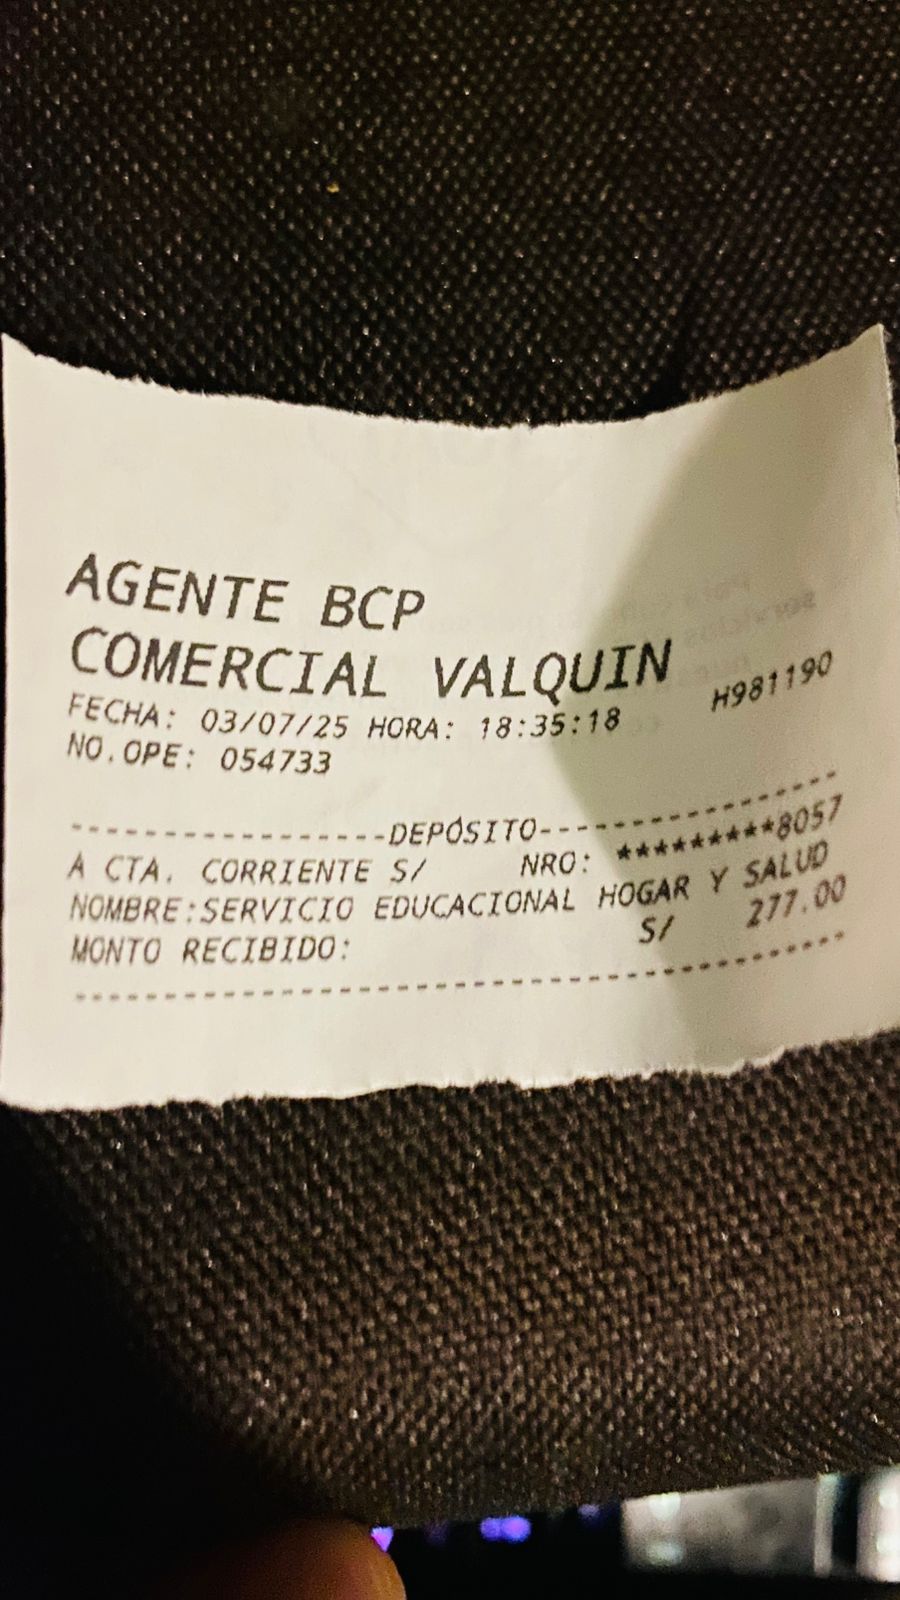 AGENTE BCP
COMERCIAL VALQUIN
FECHA: 03/07/25 HORA: 18:35:18 H981190
NO.OPE: 054733
-----------------DEPÓSITO-----------------
A CTA. CORRIENTE S/ NRO: *********8057
NOMBRE:SERVICIO EDUCACIONAL HOGAR Y SALUD
MONTO RECIBIDO: S/ 277.00
------------------------------------------